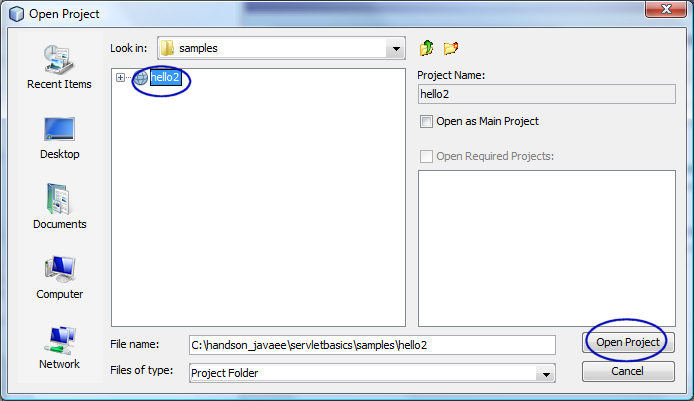 Open Project
Look in: samples
Recent Items
Desktop
Documents
Computer
Network
hello2
Project Name:
hello2
Open as Main Project
Open Required Projects:
File name: C:\handson_javaee\servletbasics\samples\hello2
Open Project
Files of type: Project Folder
Cancel